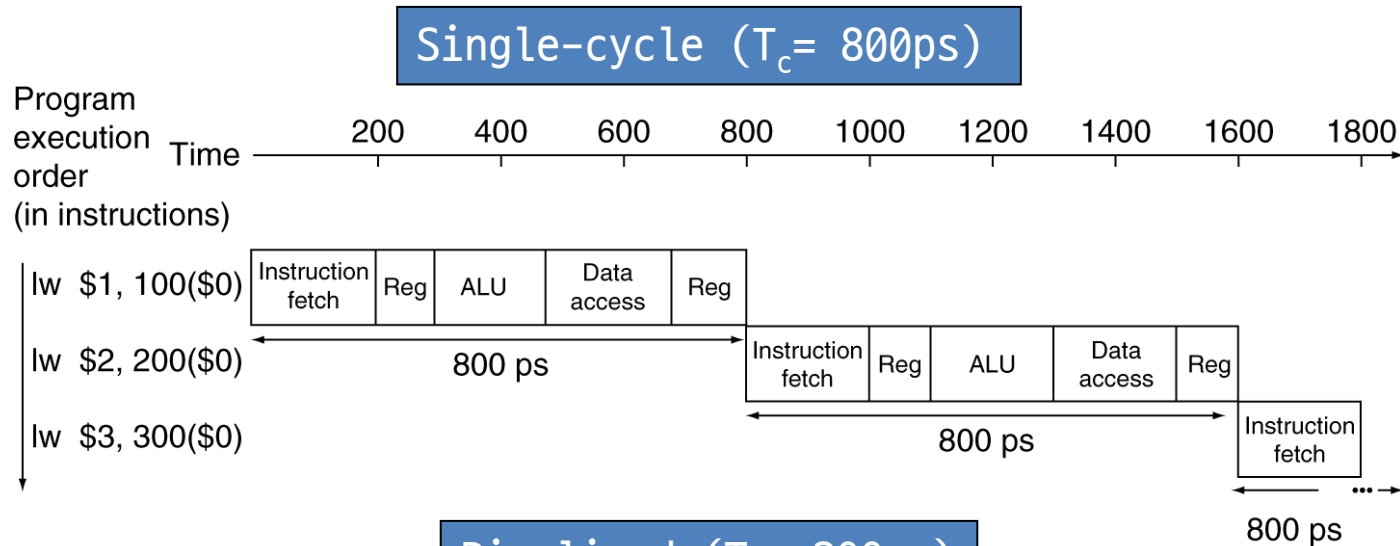 Single-cycle (Tc= 800ps)
Program
execution
order
(in instructions)
Time
200 400 600 800 1000 1200 1400 1600 1800
lw $1, 100($0)
Instruction fetch Reg ALU Data access Reg
800 ps
lw $2, 200($0)
Instruction fetch Reg ALU Data access Reg
800 ps
lw $3, 300($0)
Instruction fetch
...
800 ps